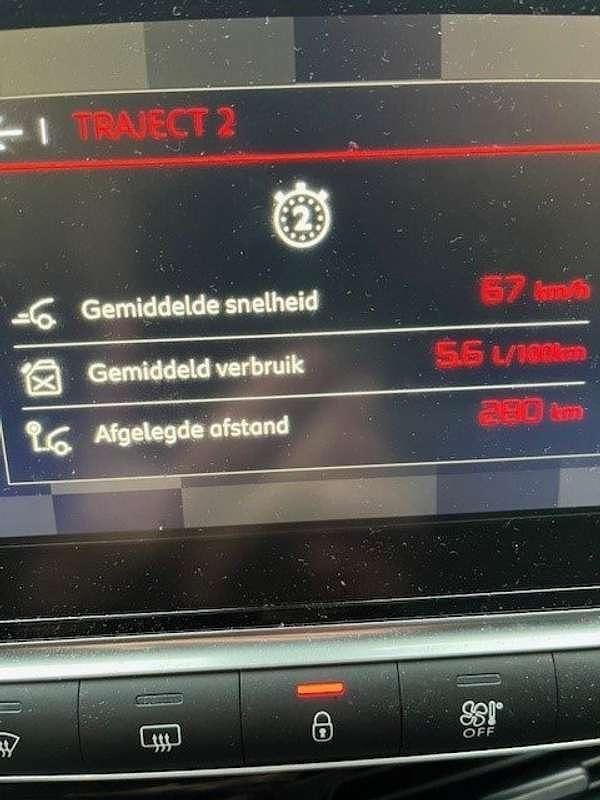 TRAJECT 2
2
Gemiddelde snelheid 67 km/h
Gemiddeld verbruik 5.6 L/100km
Afgelegde afstand 280 km
OFF